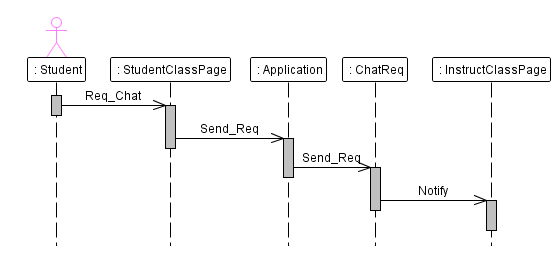 : Student
: StudentClassPage
: Application
: ChatReq
: InstructClassPage
Req_Chat
Send_Req
Send_Req
Notify